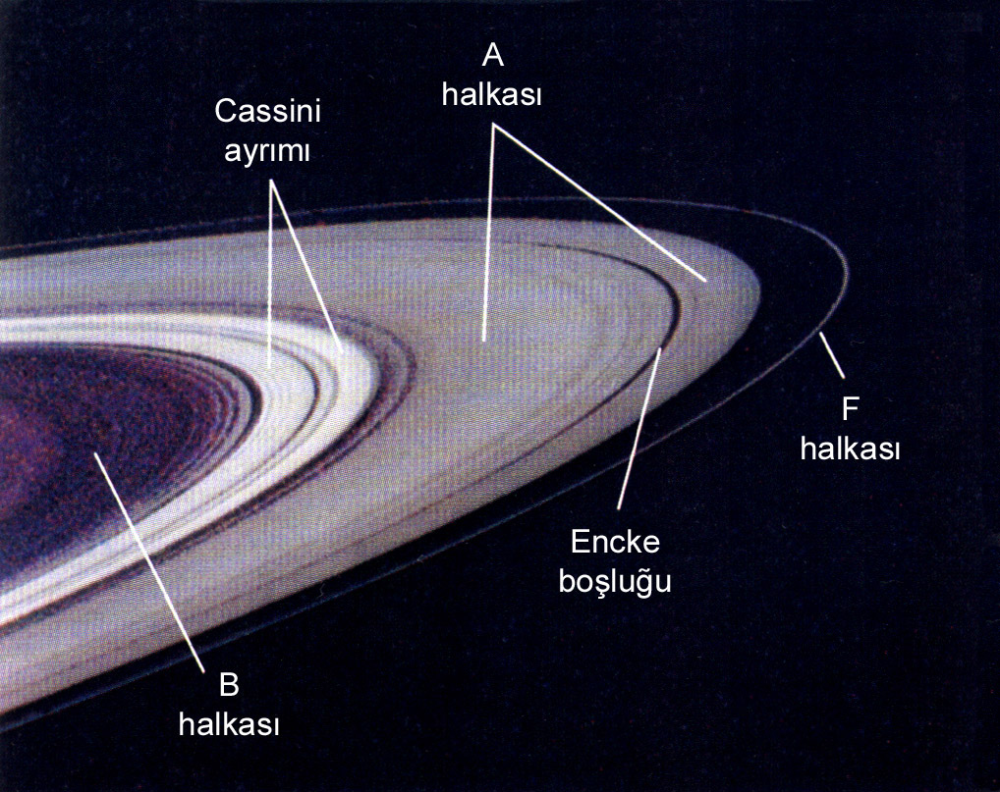 A
halkası
Cassini
ayrımı
F
halkası
Encke
boşluğu
B
halkası